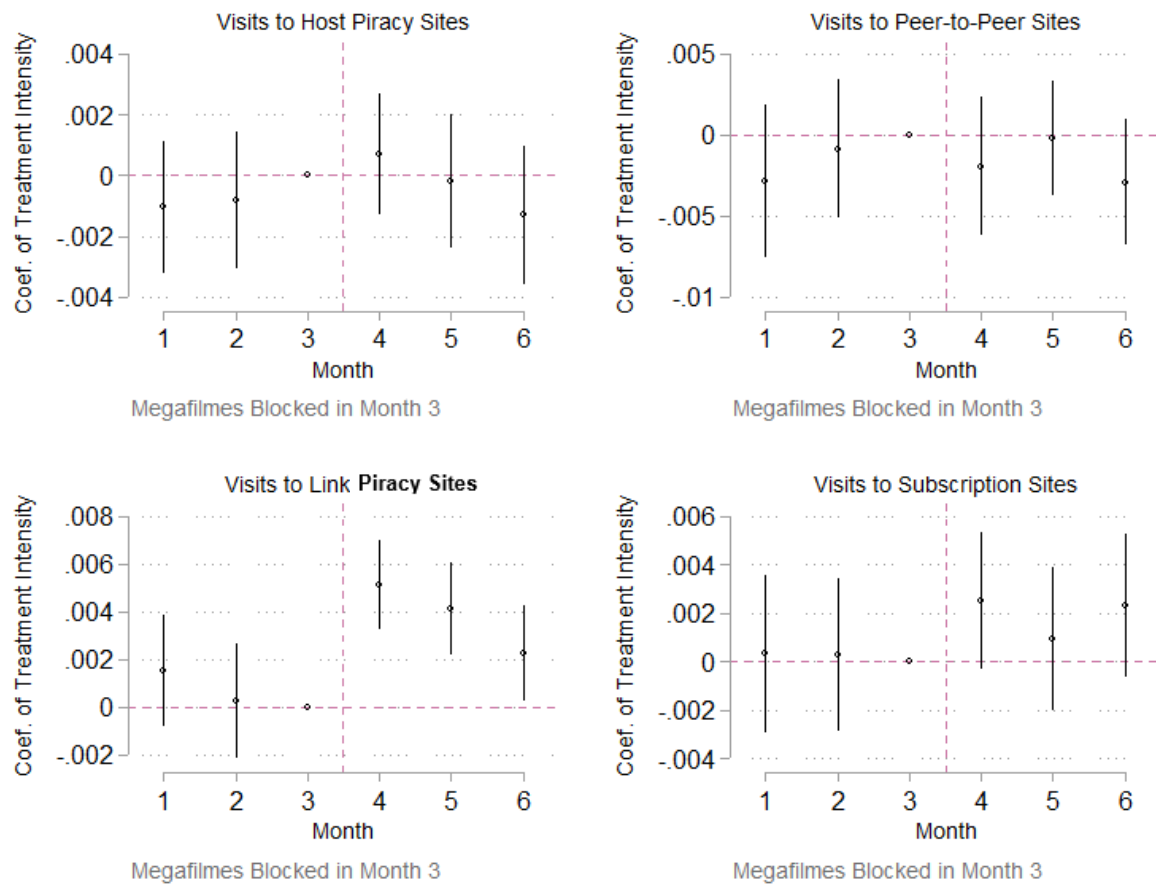 Visits to Host Piracy Sites
Coef. of Treatment Intensity
.004
.002
0
-.002
-.004
1 2 3 4 5 6
Month
Megafilmes Blocked in Month 3
Visits to Peer-to-Peer Sites
Coef. of Treatment Intensity
.005
0
-.005
-.01
1 2 3 4 5 6
Month
Megafilmes Blocked in Month 3
Visits to Link Piracy Sites
Coef. of Treatment Intensity
.008
.006
.004
.002
0
-.002
1 2 3 4 5 6
Month
Megafilmes Blocked in Month 3
Visits to Subscription Sites
Coef. of Treatment Intensity
.006
.004
.002
0
-.002
-.004
1 2 3 4 5 6
Month
Megafilmes Blocked in Month 3